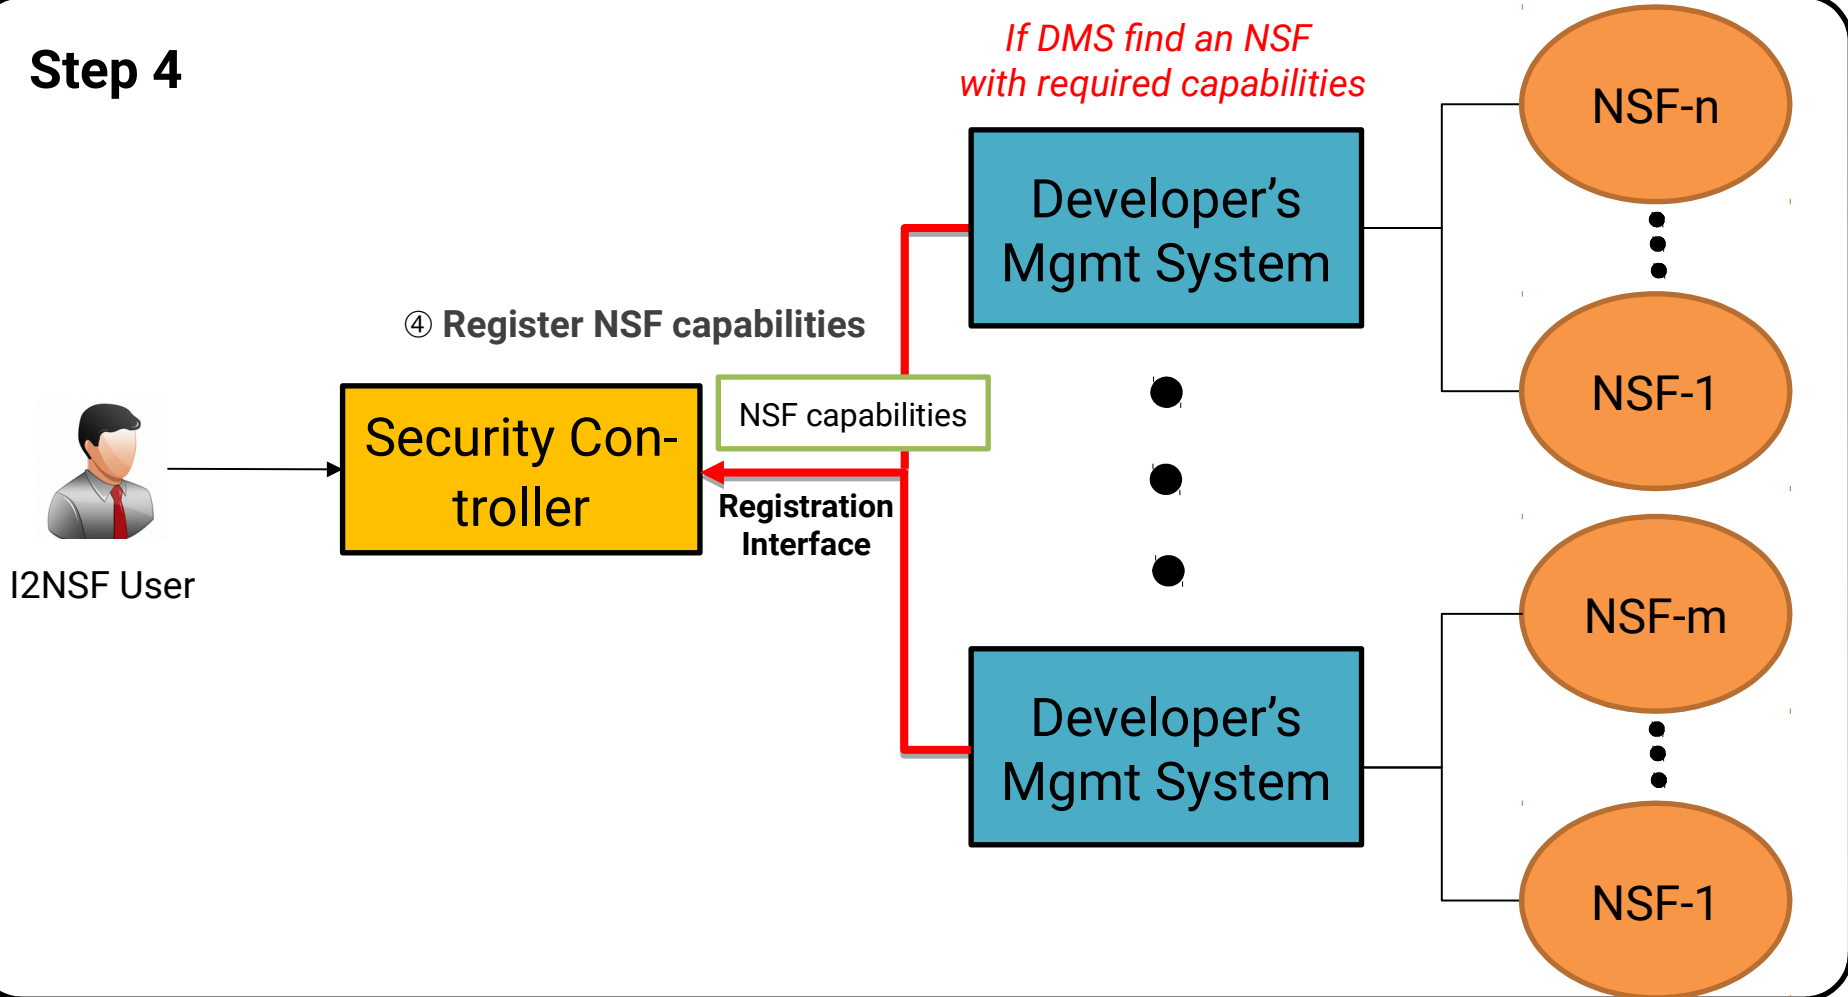 Step 4
If DMS find an NSF
with required capabilities
NSF-n
Developer's
Mgmt System
④ Register NSF capabilities
NSF-1
NSF capabilities
Security Con-
troller
Registration
Interface
I2NSF User
NSF-m
Developer's
Mgmt System
NSF-1